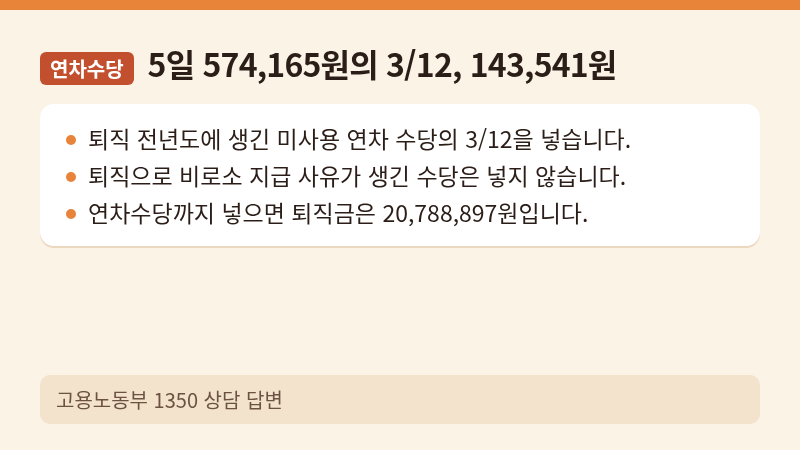 연차수당 5일 574,165원의 3/12, 143,541원
퇴직 전년도에 생긴 미사용 연차 수당의 3/12을 넣습니다.
퇴직으로 비로소 지급 사유가 생긴 수당은 넣지 않습니다.
연차수당까지 넣으면 퇴직금은 20,788,897원입니다.
고용노동부 1350 상담 답변